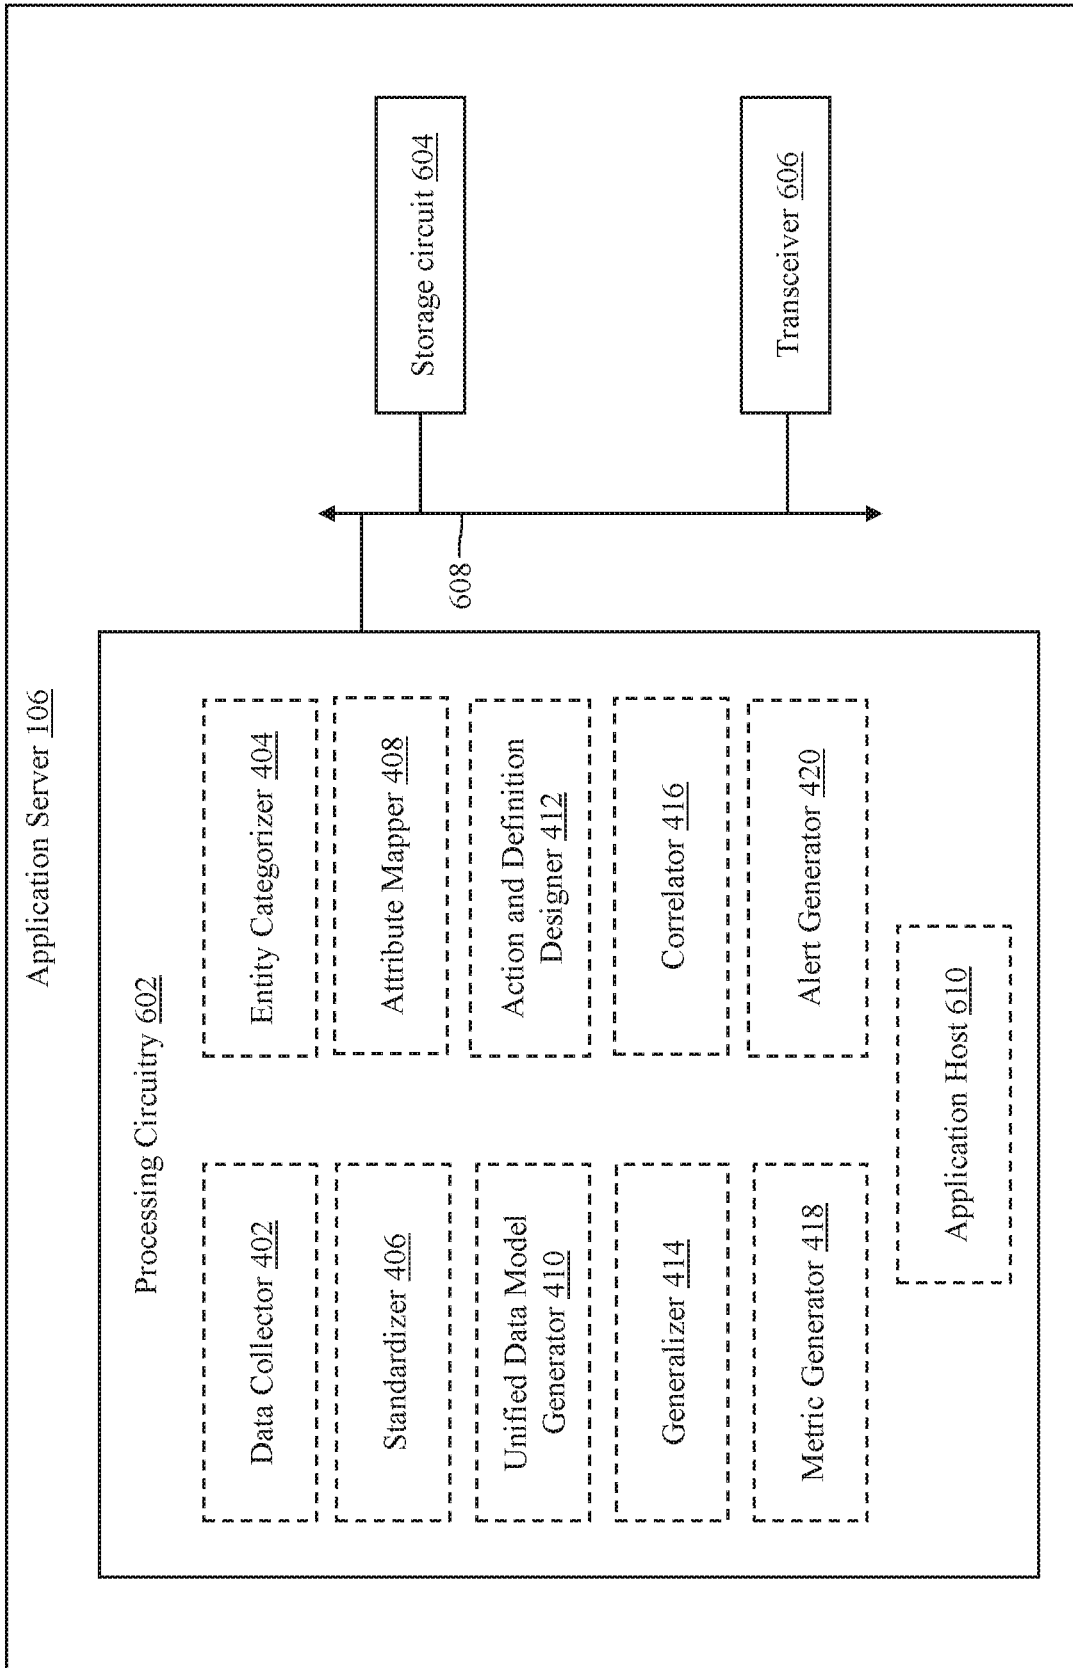 Application Server 106
Processing Circuitry 602
Data Collector 402
Entity Categorizer 404
Standardizer 406
Attribute Mapper 408
Unified Data Model
Generator 410
Action and Definition
Designer 412
Generalizer 414
Correlator 416
Metric Generator 418
Alert Generator 420
Application Host 610
608
Storage circuit 604
Transceiver 606